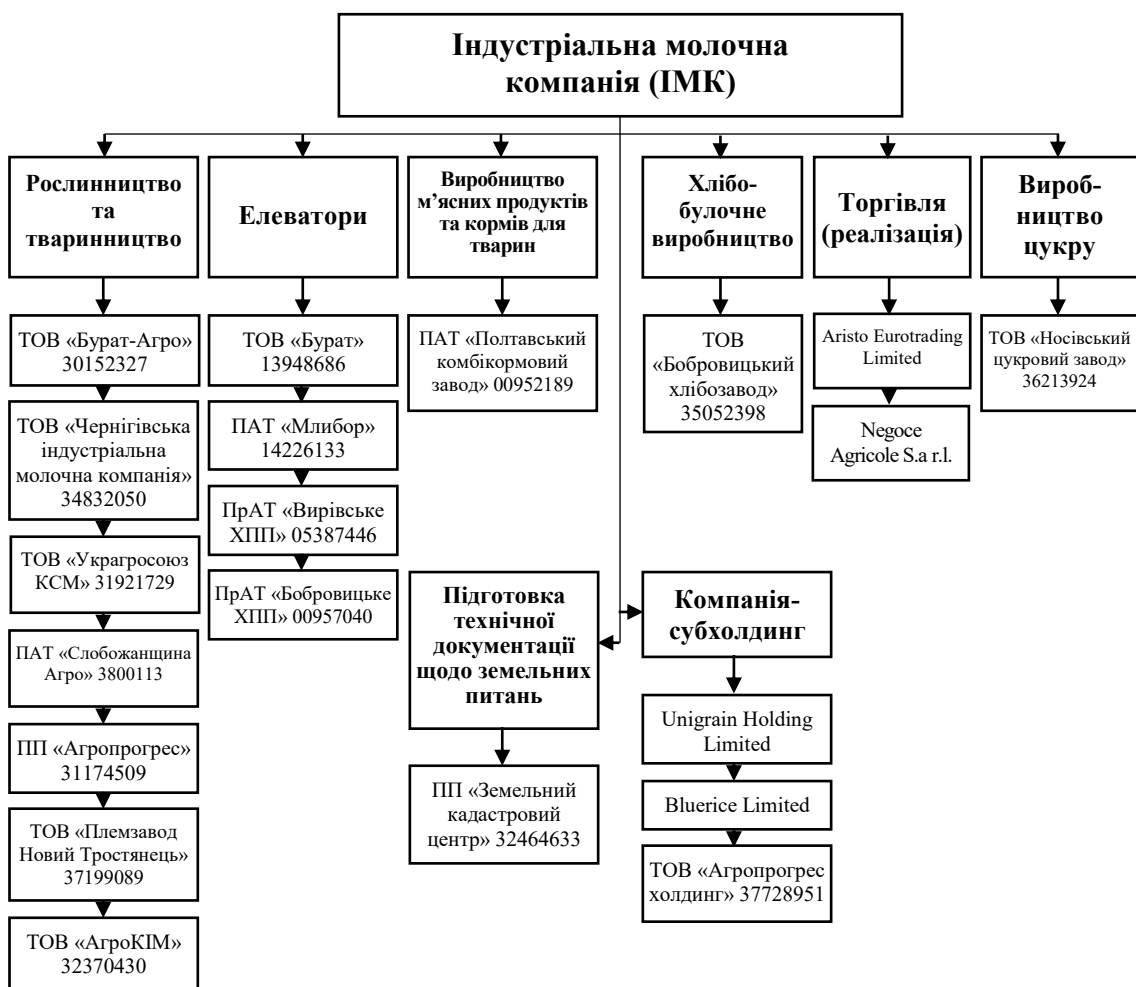 Індустріальна молочна
компанія (ІМК)
Рослинництво
та
тваринництво
ТОВ «Бурат-Агро»
30152327
ТОВ «Чернігівська
індустріальна
молочна компанія»
34832050
ТОВ «Украгросоюз
КСМ» 31921729
ПАТ «Слобожанщина
Агро» 3800113
ПП «Агропрогрес»
31174509
ТОВ «Племзавод
Новий Тростянець»
37199089
ТОВ «АгроКІМ»
32370430
Елеватори
ТОВ «Бурат»
13948686
ПАТ «Млибор»
14226133
ПрАТ «Вирівське
ХПП» 05387446
ПрАТ «Бобровицьке
ХПП» 00957040
Виробництво
м’ясних продуктів
та кормів для
тварин
ПАТ «Полтавський
комбікормовий
завод» 00952189
Хлібо-
булочне
виробництво
ТОВ
«Бобровицький
хлібозавод»
35052398
Торгівля
(реалізація)
Aristo Eurotrading
Limited
Negoce
Agricole S.a r.l.
Вироб-
ництво
цукру
ТОВ «Носівський
цукровий завод»
36213924
Підготовка
технічної
документації
щодо земельних
питань
ПП «Земельний
кадастровий
центр» 32464633
Компанія-
субхолдинг
Unigrain Holding
Limited
Bluerice Limited
ТОВ «Агропрогрес
холдинг» 37728951